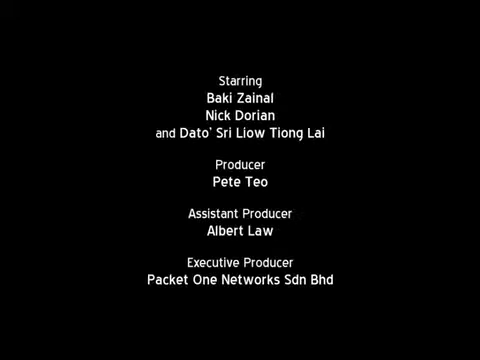 Starring
Baki Zainal
Nick Dorian
and Dato' Sri Liow Tiong Lai
Producer
Pete Teo
Assistant Producer
Albert Law
Executive Producer
Packet One Networks Sdn Bhd